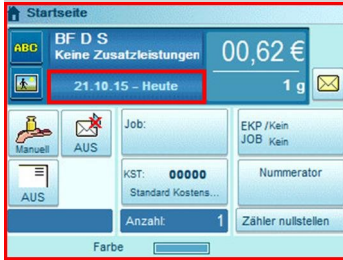 Startseite
ABC
BF D S
Keine Zusatzleistungen
00,62 €
21.10.15 – Heute
1 g
Manuell
AUS
Job:
EKP /Kein
JOB Kein
AUS
KST: 00000
Standard Kostens...
Nummerator
Anzahl: 1
Zähler nullstellen
Farbe